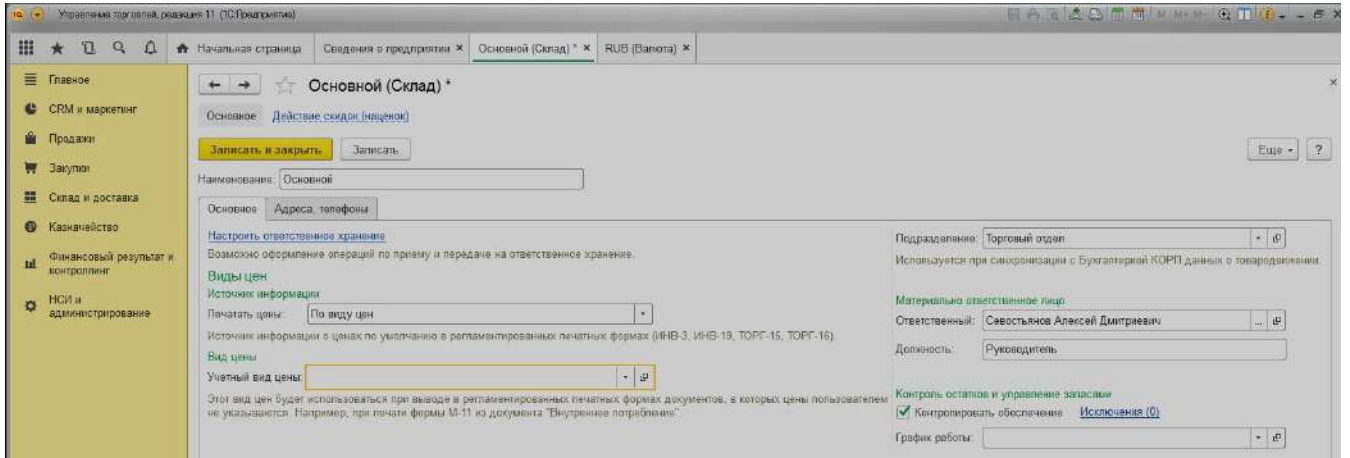 Управление торговлей, редакция 11 (1С:Предприятие)
M M+ M-
Начальная страница
Сведения о предприятии ×
Основной (Склад) * ×
RUB (Валюта) ×
Главное
CRM и маркетинг
Продажи
Закупки
Склад и доставка
Казначейство
Финансовый результат и
контроллинг
НСИ и
администрирование
Основной (Склад) *
Основное
Действие скидок (наценок)
Записать и закрыть
Записать
Еще
?
Наименование: Основной
Основное
Адреса, телефоны
Настроить ответственное хранение
Возможно оформление операций по приему и передаче на ответственное хранение.
Виды цен
Источник информации
Печатать цены: По виду цен
Источник информации о ценах по умолчанию в регламентированных печатных формах (ИНВ-3, ИНВ-19, ТОРГ-15, ТОРГ-16).
Вид цены
Учетный вид цены:
Этот вид цен будет использоваться при выводе в регламентированных печатных формах документов, в которых цены пользователем
не указываются. Например, при печати формы М-11 из документа "Внутреннее потребление".
Подразделение: Торговый отдел
Используется при синхронизации с Бухгалтерией КОРП данных о товародвижении.
Материально ответственное лицо
Ответственный: Севостьянов Алексей Дмитриевич
Должность: Руководитель
Контроль остатков и управление запасами
Контролировать обеспечение Исключения (0)
График работы: